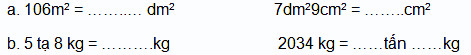 a. 106m² = ……..… dm² 7dm²9cm² = ……..cm²
b. 5 tạ 8 kg = ……….kg 2034 kg = ……tấn ……kg